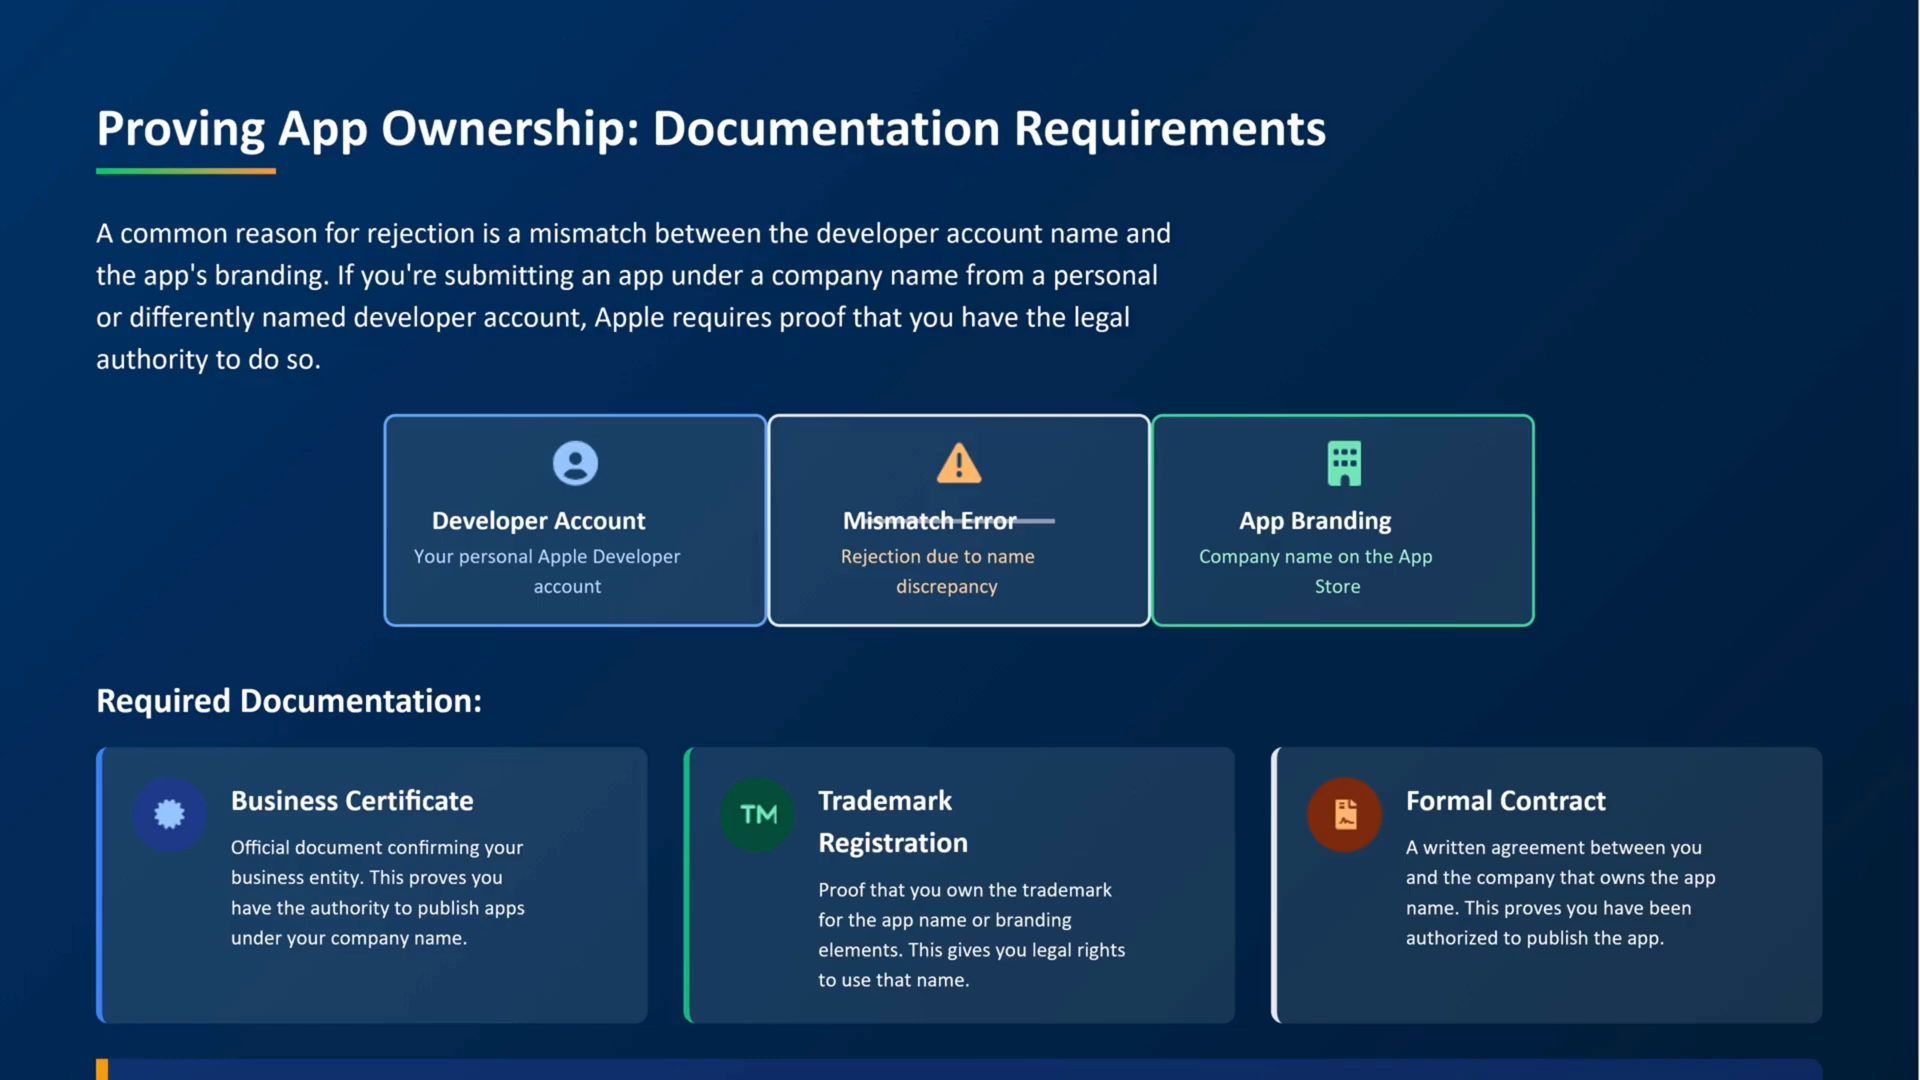 Proving App Ownership: Documentation Requirements
A common reason for rejection is a mismatch between the developer account name and
the app's branding. If you're submitting an app under a company name from a personal
or differently named developer account, Apple requires proof that you have the legal
authority to do so.
Developer Account
Your personal Apple Developer
account
Mismatch Error
Rejection due to name
discrepancy
App Branding
Company name on the App
Store
Required Documentation:
Business Certificate
Official document confirming your
business entity. This proves you
have the authority to publish apps
under your company name.
TM
Trademark
Registration
Proof that you own the trademark
for the app name or branding
elements. This gives you legal rights
to use that name.
Formal Contract
A written agreement between you
and the company that owns the app
name. This proves you have been
authorized to publish the app.